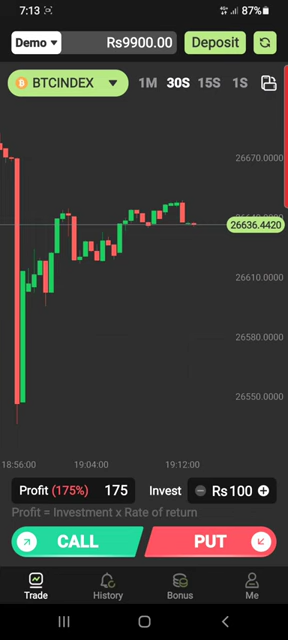 7:13
87%
Demo Rs9900.00 Deposit
BTCINDEX 1M 30S 15S 1S
26670.0000
26636.4420
26610.0000
26580.0000
26550.0000
18:56:00 19:04:00 19:12:00
Profit (175%) 175 Invest Rs 100
Profit = Investment x Rate of return
CALL PUT
Trade History Bonus Me